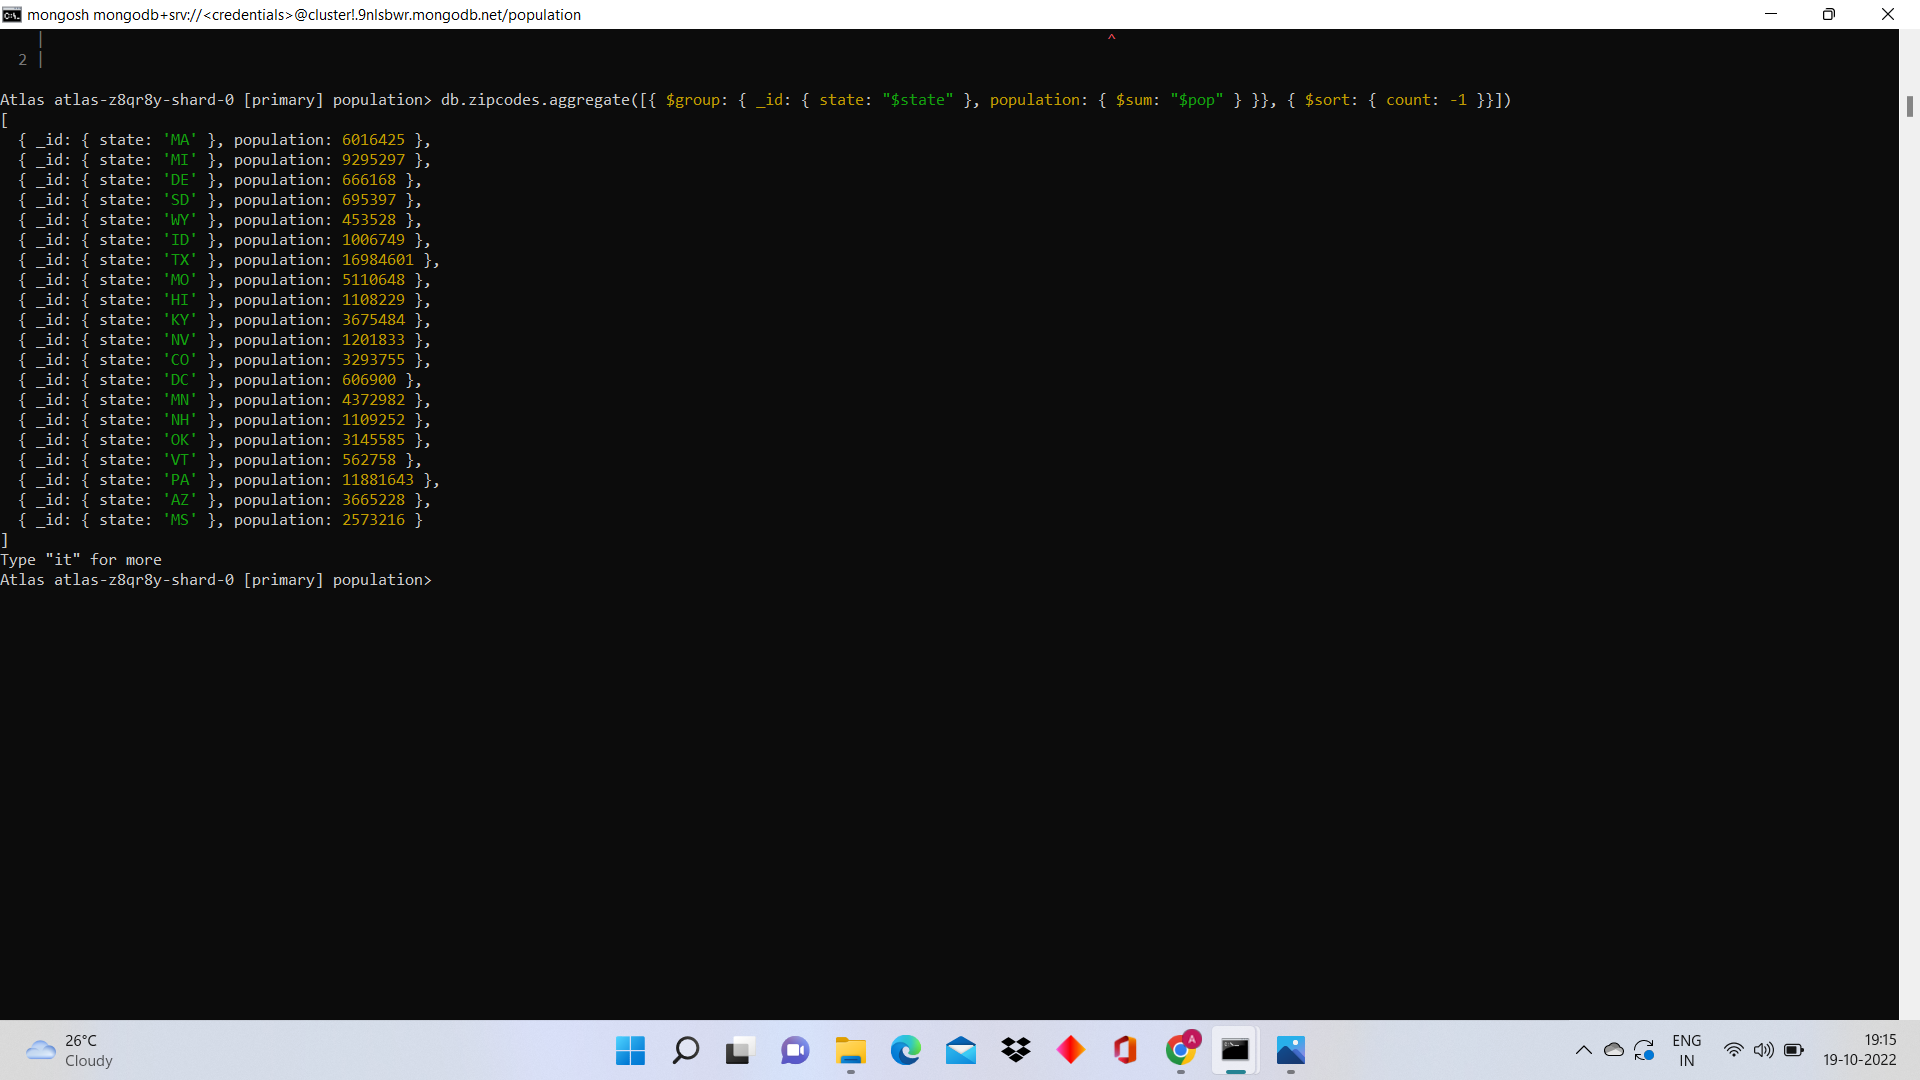 mongosh mongodb+srv://<credentials>@cluster!.9nlsbwr.mongodb.net/population
|
^
2 |
Atlas atlas-z8qr8y-shard-0 [primary] population> db.zipcodes.aggregate([{ $group: { _id: { state: "$state" }, population: { $sum: "$pop" } }}, { $sort: { count: -1 }}])
[
  { _id: { state: 'MA' }, population: 6016425 },
  { _id: { state: 'MI' }, population: 9295297 },
  { _id: { state: 'DE' }, population: 666168 },
  { _id: { state: 'SD' }, population: 695397 },
  { _id: { state: 'WY' }, population: 453528 },
  { _id: { state: 'ID' }, population: 1006749 },
  { _id: { state: 'TX' }, population: 16984601 },
  { _id: { state: 'MO' }, population: 5110648 },
  { _id: { state: 'HI' }, population: 1108229 },
  { _id: { state: 'KY' }, population: 3675484 },
  { _id: { state: 'NV' }, population: 1201833 },
  { _id: { state: 'CO' }, population: 3293755 },
  { _id: { state: 'DC' }, population: 606900 },
  { _id: { state: 'MN' }, population: 4372982 },
  { _id: { state: 'NH' }, population: 1109252 },
  { _id: { state: 'OK' }, population: 3145585 },
  { _id: { state: 'VT' }, population: 562758 },
  { _id: { state: 'PA' }, population: 11881643 },
  { _id: { state: 'AZ' }, population: 3665228 },
  { _id: { state: 'MS' }, population: 2573216 }
]
Type "it" for more
Atlas atlas-z8qr8y-shard-0 [primary] population>
26°C
Cloudy
A
ENG
IN
19:15
19-10-2022